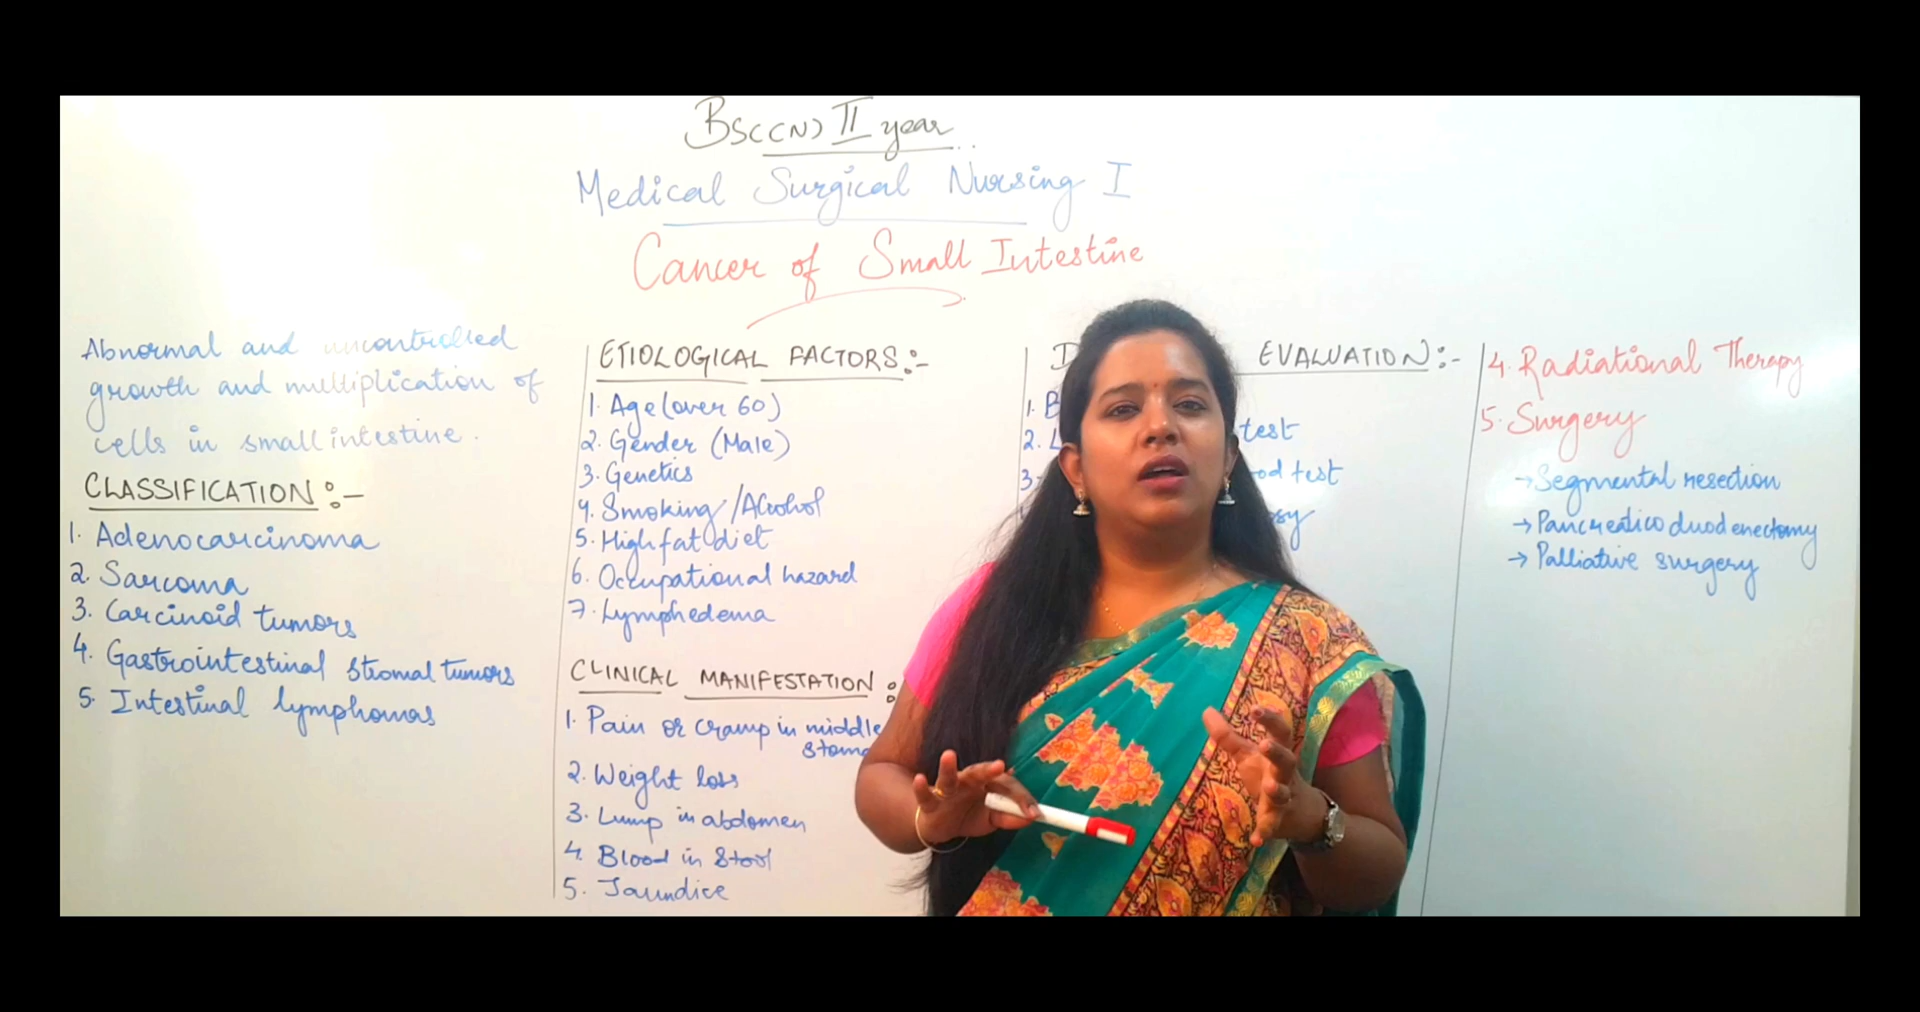 BSc(N) II year
Medical Surgical Nursing I
Cancer of Small Intestine
Abnormal and uncontrolled
growth and multiplication of
cells in small intestine.
CLASSIFICATION:-
1. Adenocarcinoma
2. Sarcoma
3. Carcinoid tumors
4. Gastrointestinal stromal tumors
5. Intestinal lymphomas
ETIOLOGICAL FACTORS:-
1. Age (over 60)
2. Gender (Male)
3. Genetics
4. Smoking/Alcohol
5. High fat diet
6. Occupational hazard
7. Lymphedema
CLINICAL MANIFESTATION:
1. Pain or cramp in middle
2. Weight loss
3. Lump in abdomen
4. Blood in stool
5. Jaundice
EVALUATION:-
1.
2. test
3. test
4. Radiational Therapy
5. Surgery
→ Segmental resection
→ Pancreaticoduodenectomy
→ Palliative surgery